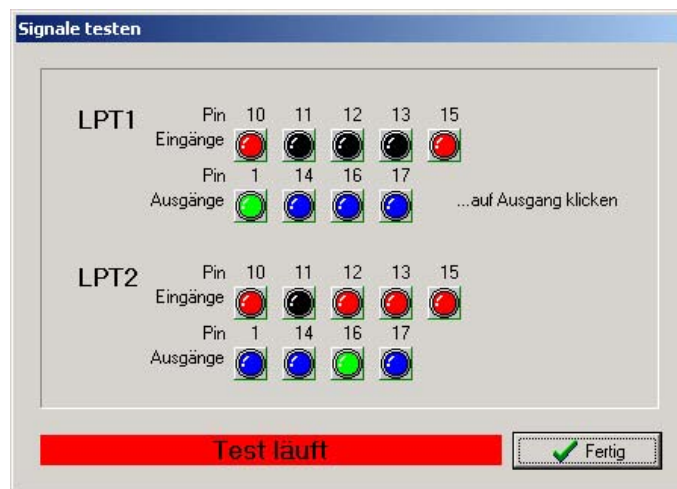 Signale testen
LPT1 Pin 10 11 12 13 15
Eingänge
Pin 1 14 16 17
Ausgänge ...auf Ausgang klicken
LPT2 Pin 10 11 12 13 15
Eingänge
Pin 1 14 16 17
Ausgänge
Test läuft Fertig